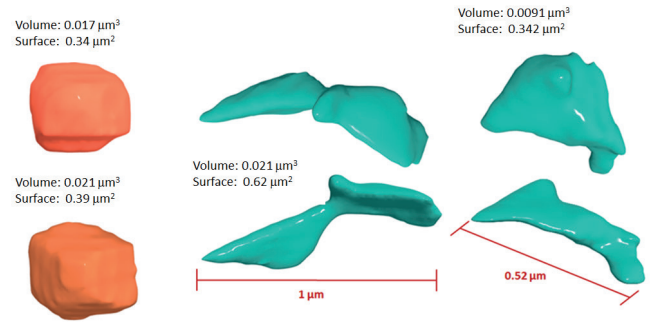 Volume: 0.017 µm³
Surface: 0.34 µm²
Volume: 0.0091 µm³
Surface: 0.342 µm²
Volume: 0.021 µm³
Surface: 0.62 µm²
Volume: 0.021 µm³
Surface: 0.39 µm²
1 µm
0.52 µm